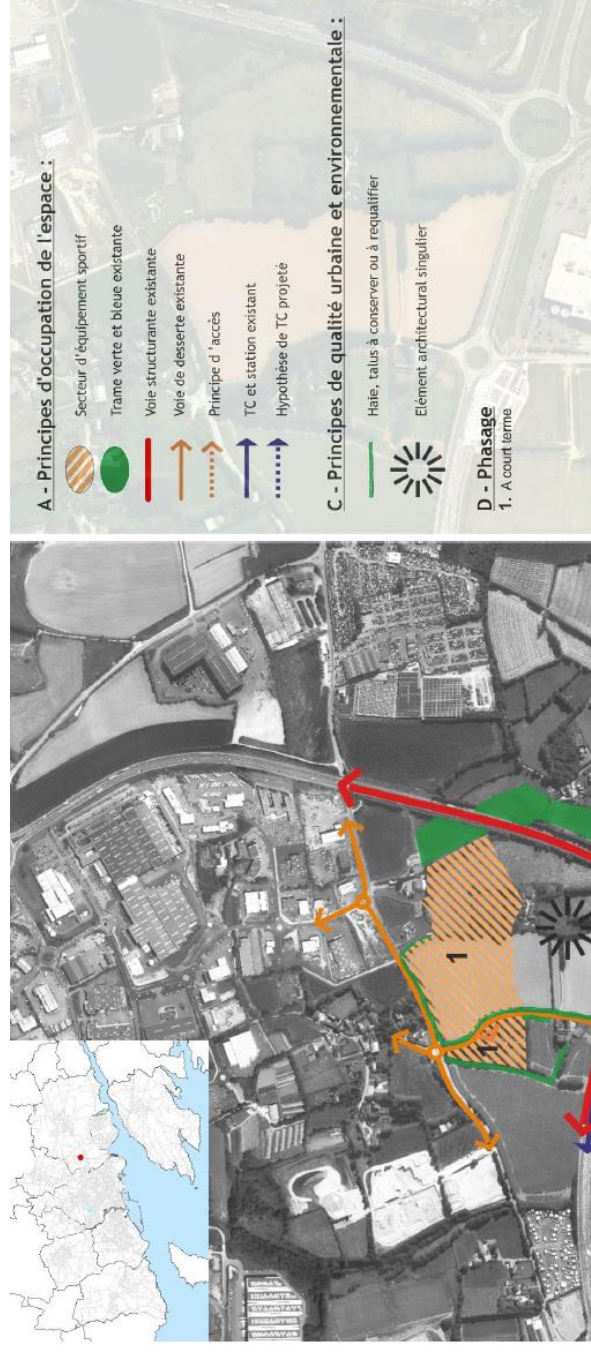 A - Principes d'occupation de l'espace :
Secteur d'équipement sportif
Trame verte et bleue existante
Voie structurante existante
Voie de desserte existante
Principe d 'accès
TC et station existant
Hypothèse de TC projeté
C - Principes de qualité urbaine et environnementale :
Haie, talus à conserver ou à requalifier
Elément architectural singulier
D - Phasage
1. A court terme
1
1